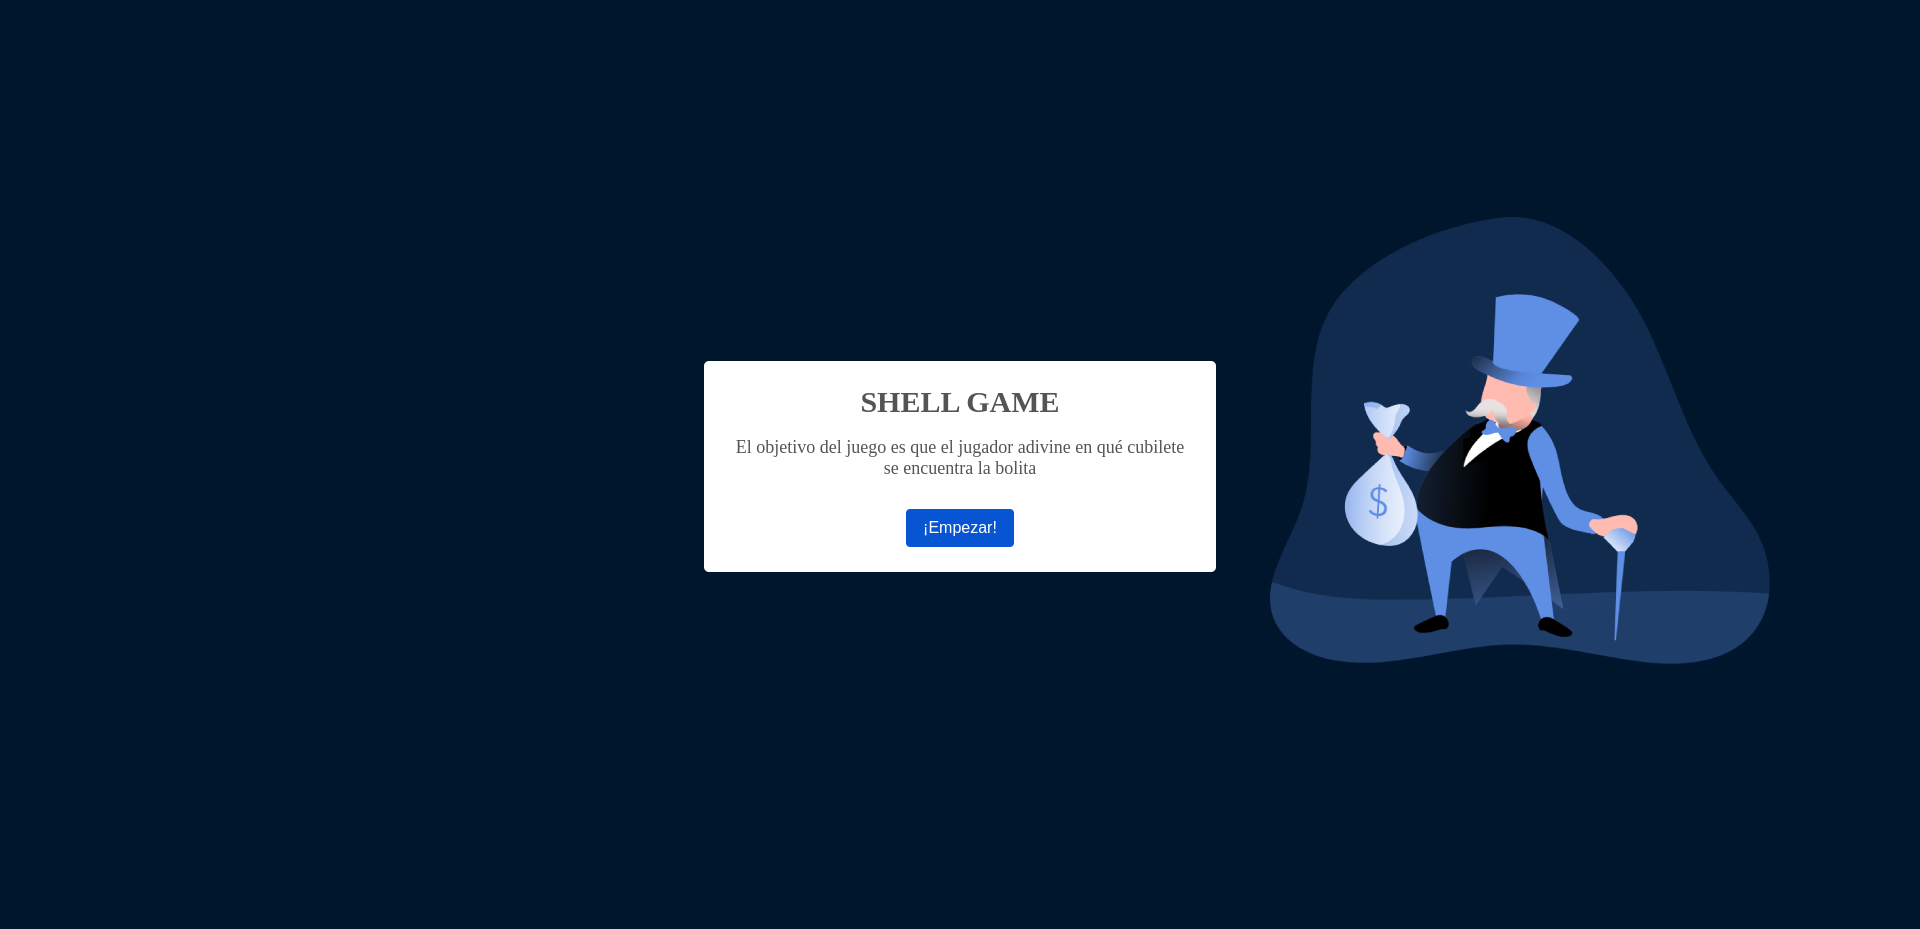 SHELL GAME
El objetivo del juego es que el jugador adivine en qué cubilete
se encuentra la bolita
¡Empezar!
$